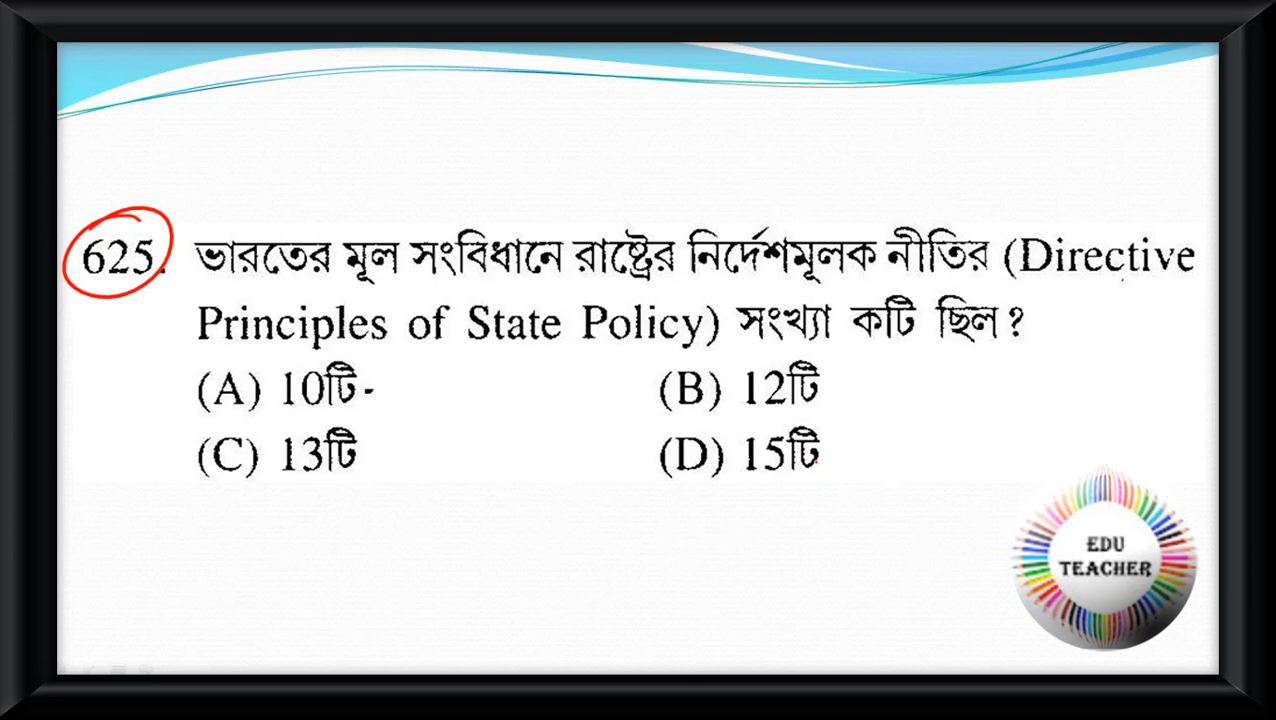 625. ভারতের মূল সংবিধানে রাষ্ট্রের নির্দেশমূলক নীতির (Directive
Principles of State Policy) সংখ্যা কটি ছিল?
(A) 10টি - (B) 12টি
(C) 13টি (D) 15টি
EDU
TEACHER